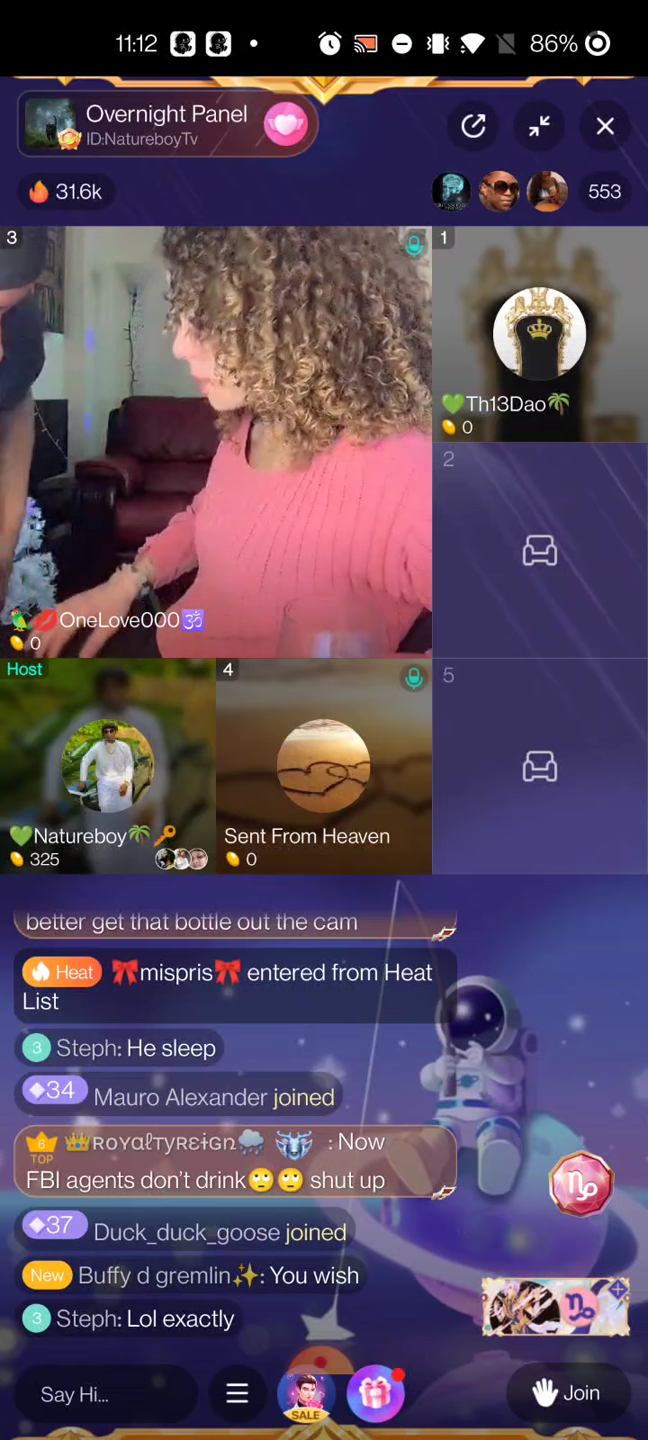 11:12
86%
Overnight Panel
ID:NatureboyTv
31.6k
553
3
1
💚Th13Dao🌴
0
2
🦜💋OneLove000🕉
0
Host
4
5
💚Natureboy🌴🔑
325
Sent From Heaven
0
better get that bottle out the cam
Heat 🎀mispris🎀 entered from Heat
List
3 Steph: He sleep
34 Mauro Alexander joined
6 TOP 👑ʀᴏʏαℓтyʀεɨɢɴ🌧 : Now
FBI agents don't drink🙄🙄 shut up
37 Duck_duck_goose joined
New Buffy d gremlin✨: You wish
3 Steph: Lol exactly
Say Hi...
SALE
Join